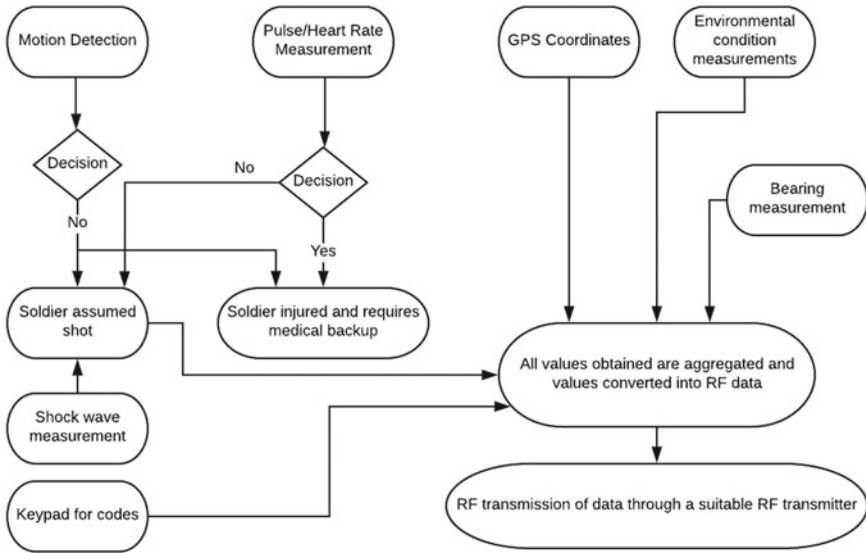 Motion Detection
Pulse/Heart Rate
Measurement
GPS Coordinates
Environmental
condition
measurements
Decision
No
Decision
Bearing
measurement
No
Yes
Soldier assumed
shot
Soldier injured and requires
medical backup
All values obtained are aggregated and
values converted into RF data
Shock wave
measurement
Keypad for codes
RF transmission of data through a suitable RF transmitter